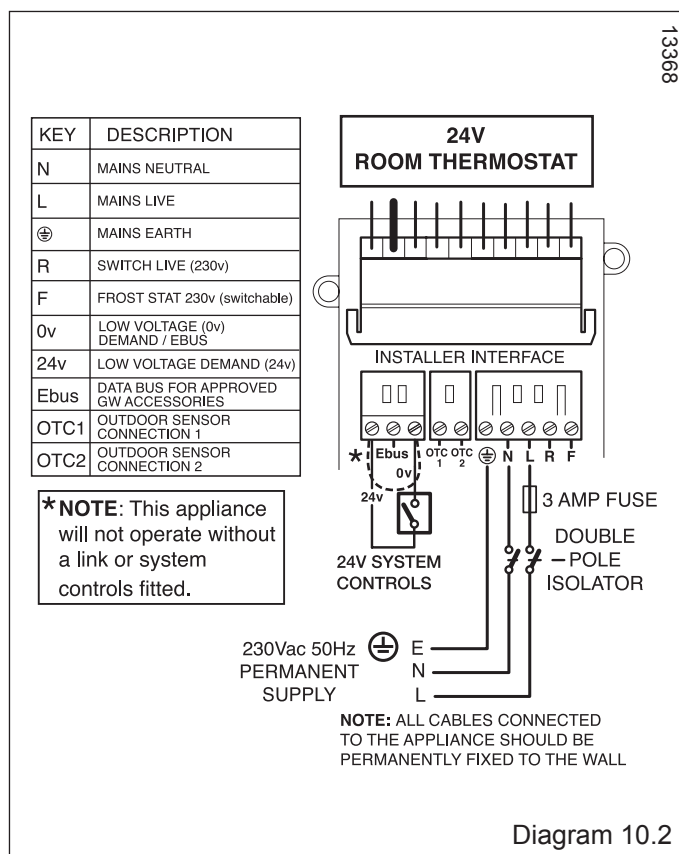 13368
KEY DESCRIPTION
N MAINS NEUTRAL
L MAINS LIVE
⏚ MAINS EARTH
R SWITCH LIVE (230v)
F FROST STAT 230v (switchable)
0v LOW VOLTAGE (0v)
DEMAND / EBUS
24v LOW VOLTAGE DEMAND (24v)
Ebus DATA BUS FOR APPROVED
GW ACCESSORIES
OTC1 OUTDOOR SENSOR
CONNECTION 1
OTC2 OUTDOOR SENSOR
CONNECTION 2
*NOTE: This appliance
will not operate without
a link or system
controls fitted.
24V
ROOM THERMOSTAT
INSTALLER INTERFACE
* Ebus OTC OTC ⏚ N L R F
1 2
0v
24v
3 AMP FUSE
24V SYSTEM
CONTROLS
DOUBLE
POLE
ISOLATOR
230Vac 50Hz ⏚ E
PERMANENT N
SUPPLY L
NOTE: ALL CABLES CONNECTED
TO THE APPLIANCE SHOULD BE
PERMANENTLY FIXED TO THE WALL
Diagram 10.2